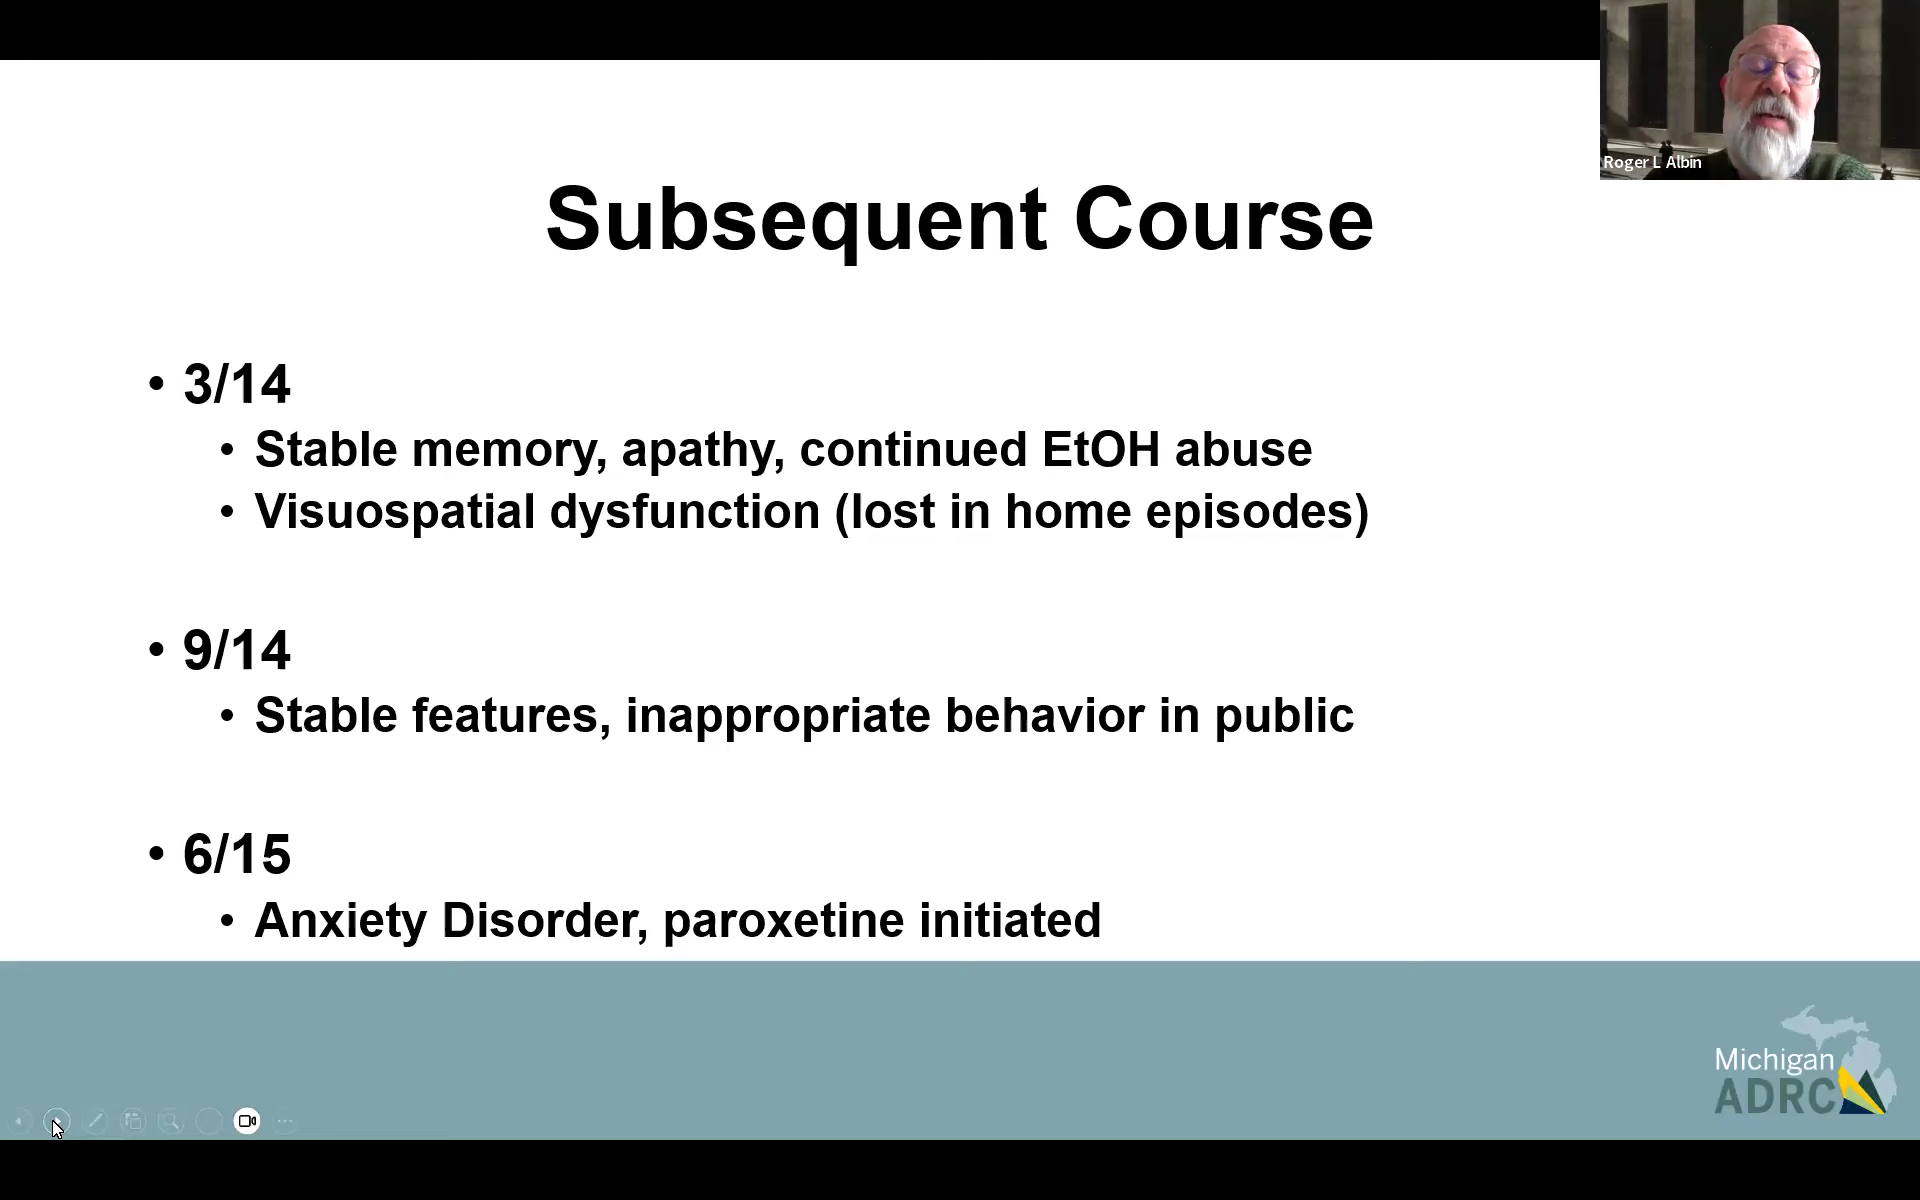 Roger L Albin
Subsequent Course
• 3/14
• Stable memory, apathy, continued EtOH abuse
• Visuospatial dysfunction (lost in home episodes)
• 9/14
• Stable features, inappropriate behavior in public
• 6/15
• Anxiety Disorder, paroxetine initiated
Michigan
ADRC